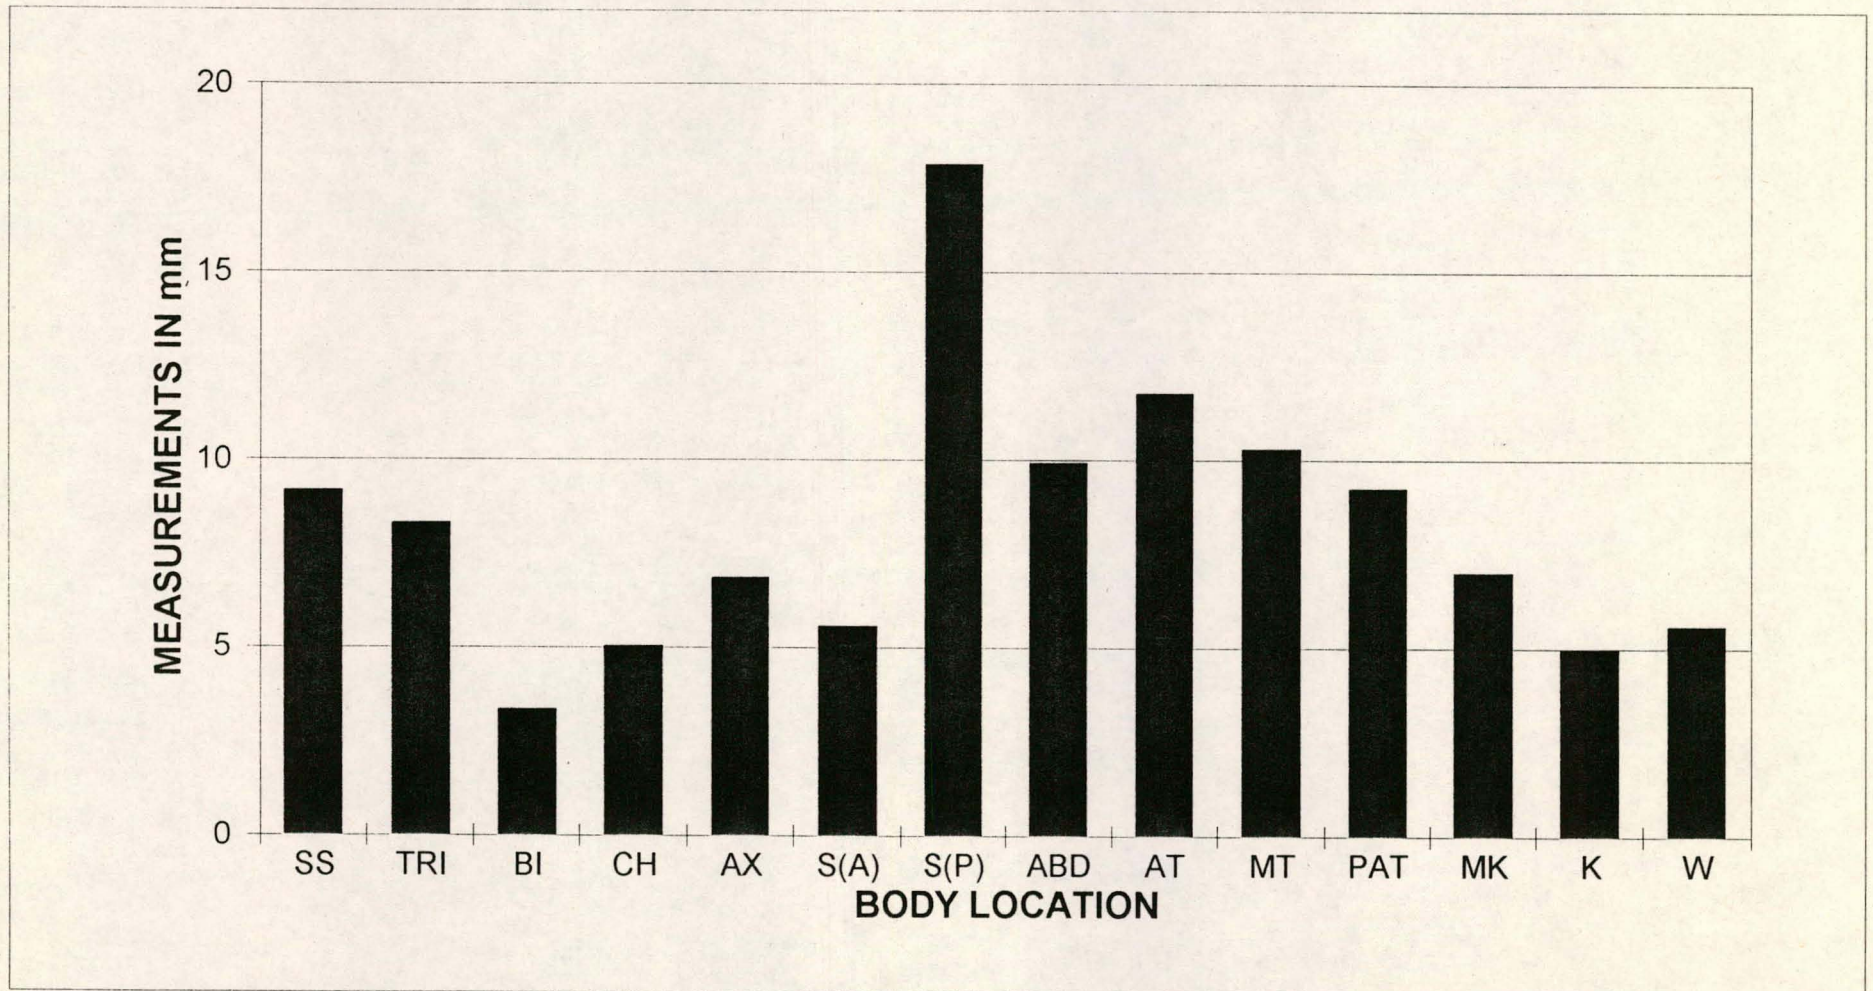 MEASUREMENTS IN mm
20
15
10
5
0
SS TRI BI CH AX S(A) S(P) ABD AT MT PAT MK K W
BODY LOCATION